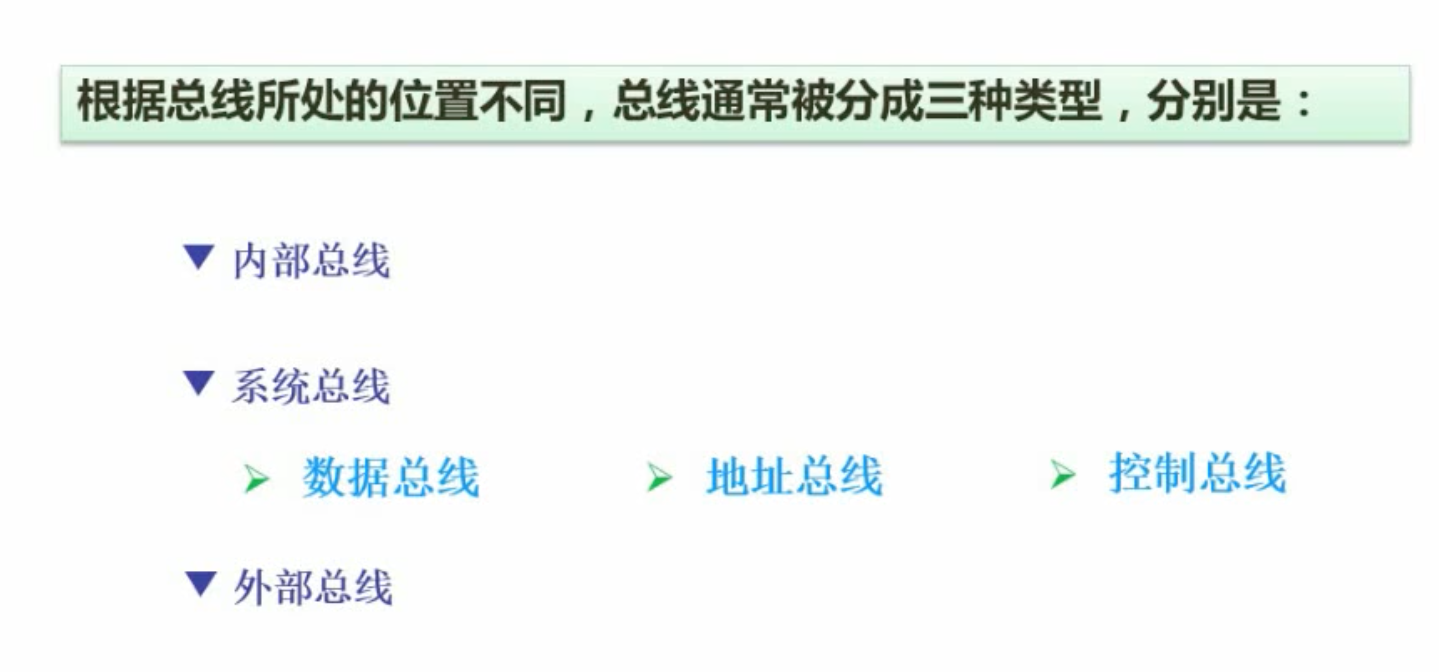 根据总线所处的位置不同，总线通常被分成三种类型，分别是：
内部总线
系统总线
数据总线 地址总线 控制总线
外部总线